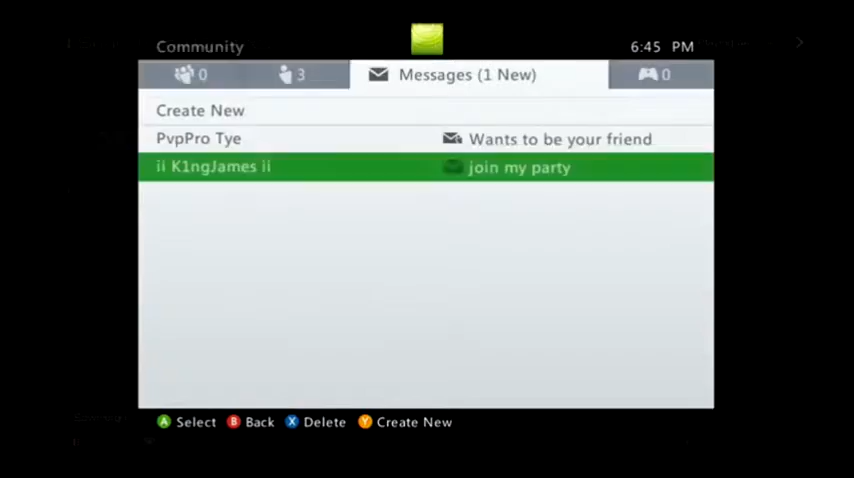 Community 6:45 PM
0 3 Messages (1 New) 0
Create New
PvpPro Tye Wants to be your friend
ii K1ngJames ii join my party
A Select B Back X Delete Y Create New